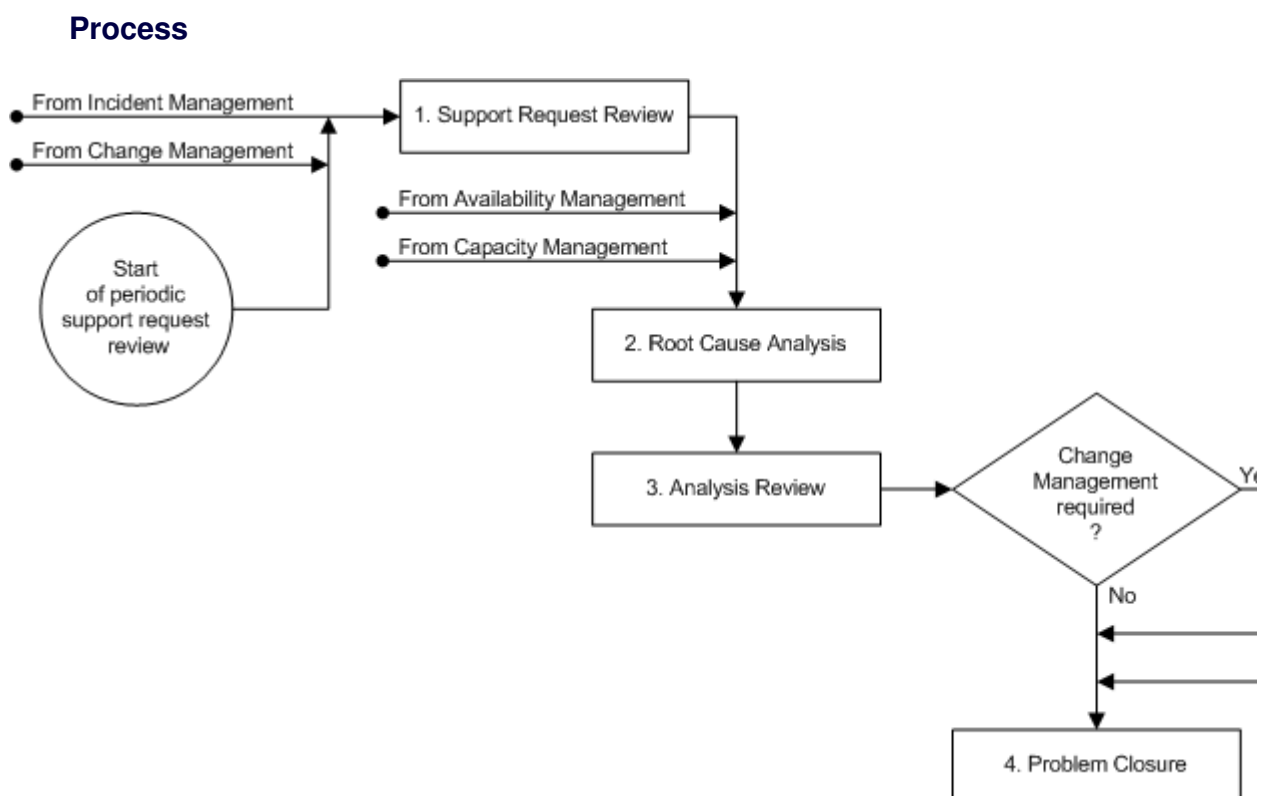 Process
From Incident Management
1. Support Request Review
From Change Management
From Availability Management
From Capacity Management
Start
of periodic
support request
review
2. Root Cause Analysis
3. Analysis Review
Change
Management
required
?
No
4. Problem Closure